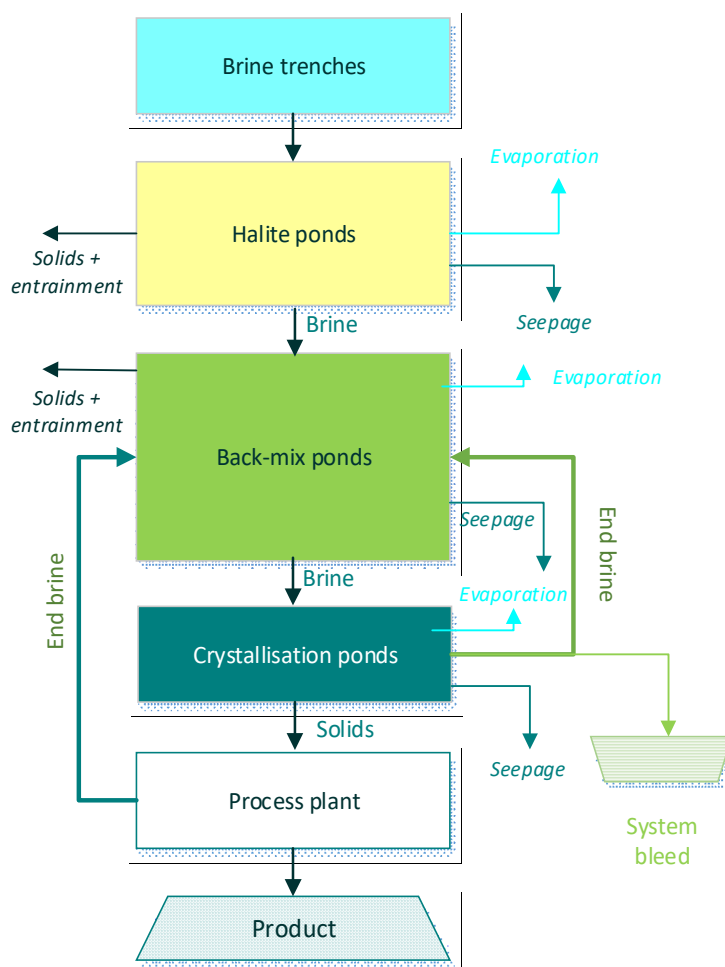 Brine trenches
Evaporation
Halite ponds
Solids +
entrainment
Seepage
Brine
Evaporation
Solids +
entrainment
Back-mix ponds
Seepage
End brine
End brine
Brine
Evaporation
Crystallisation ponds
Solids
Seepage
Process plant
System
bleed
Product